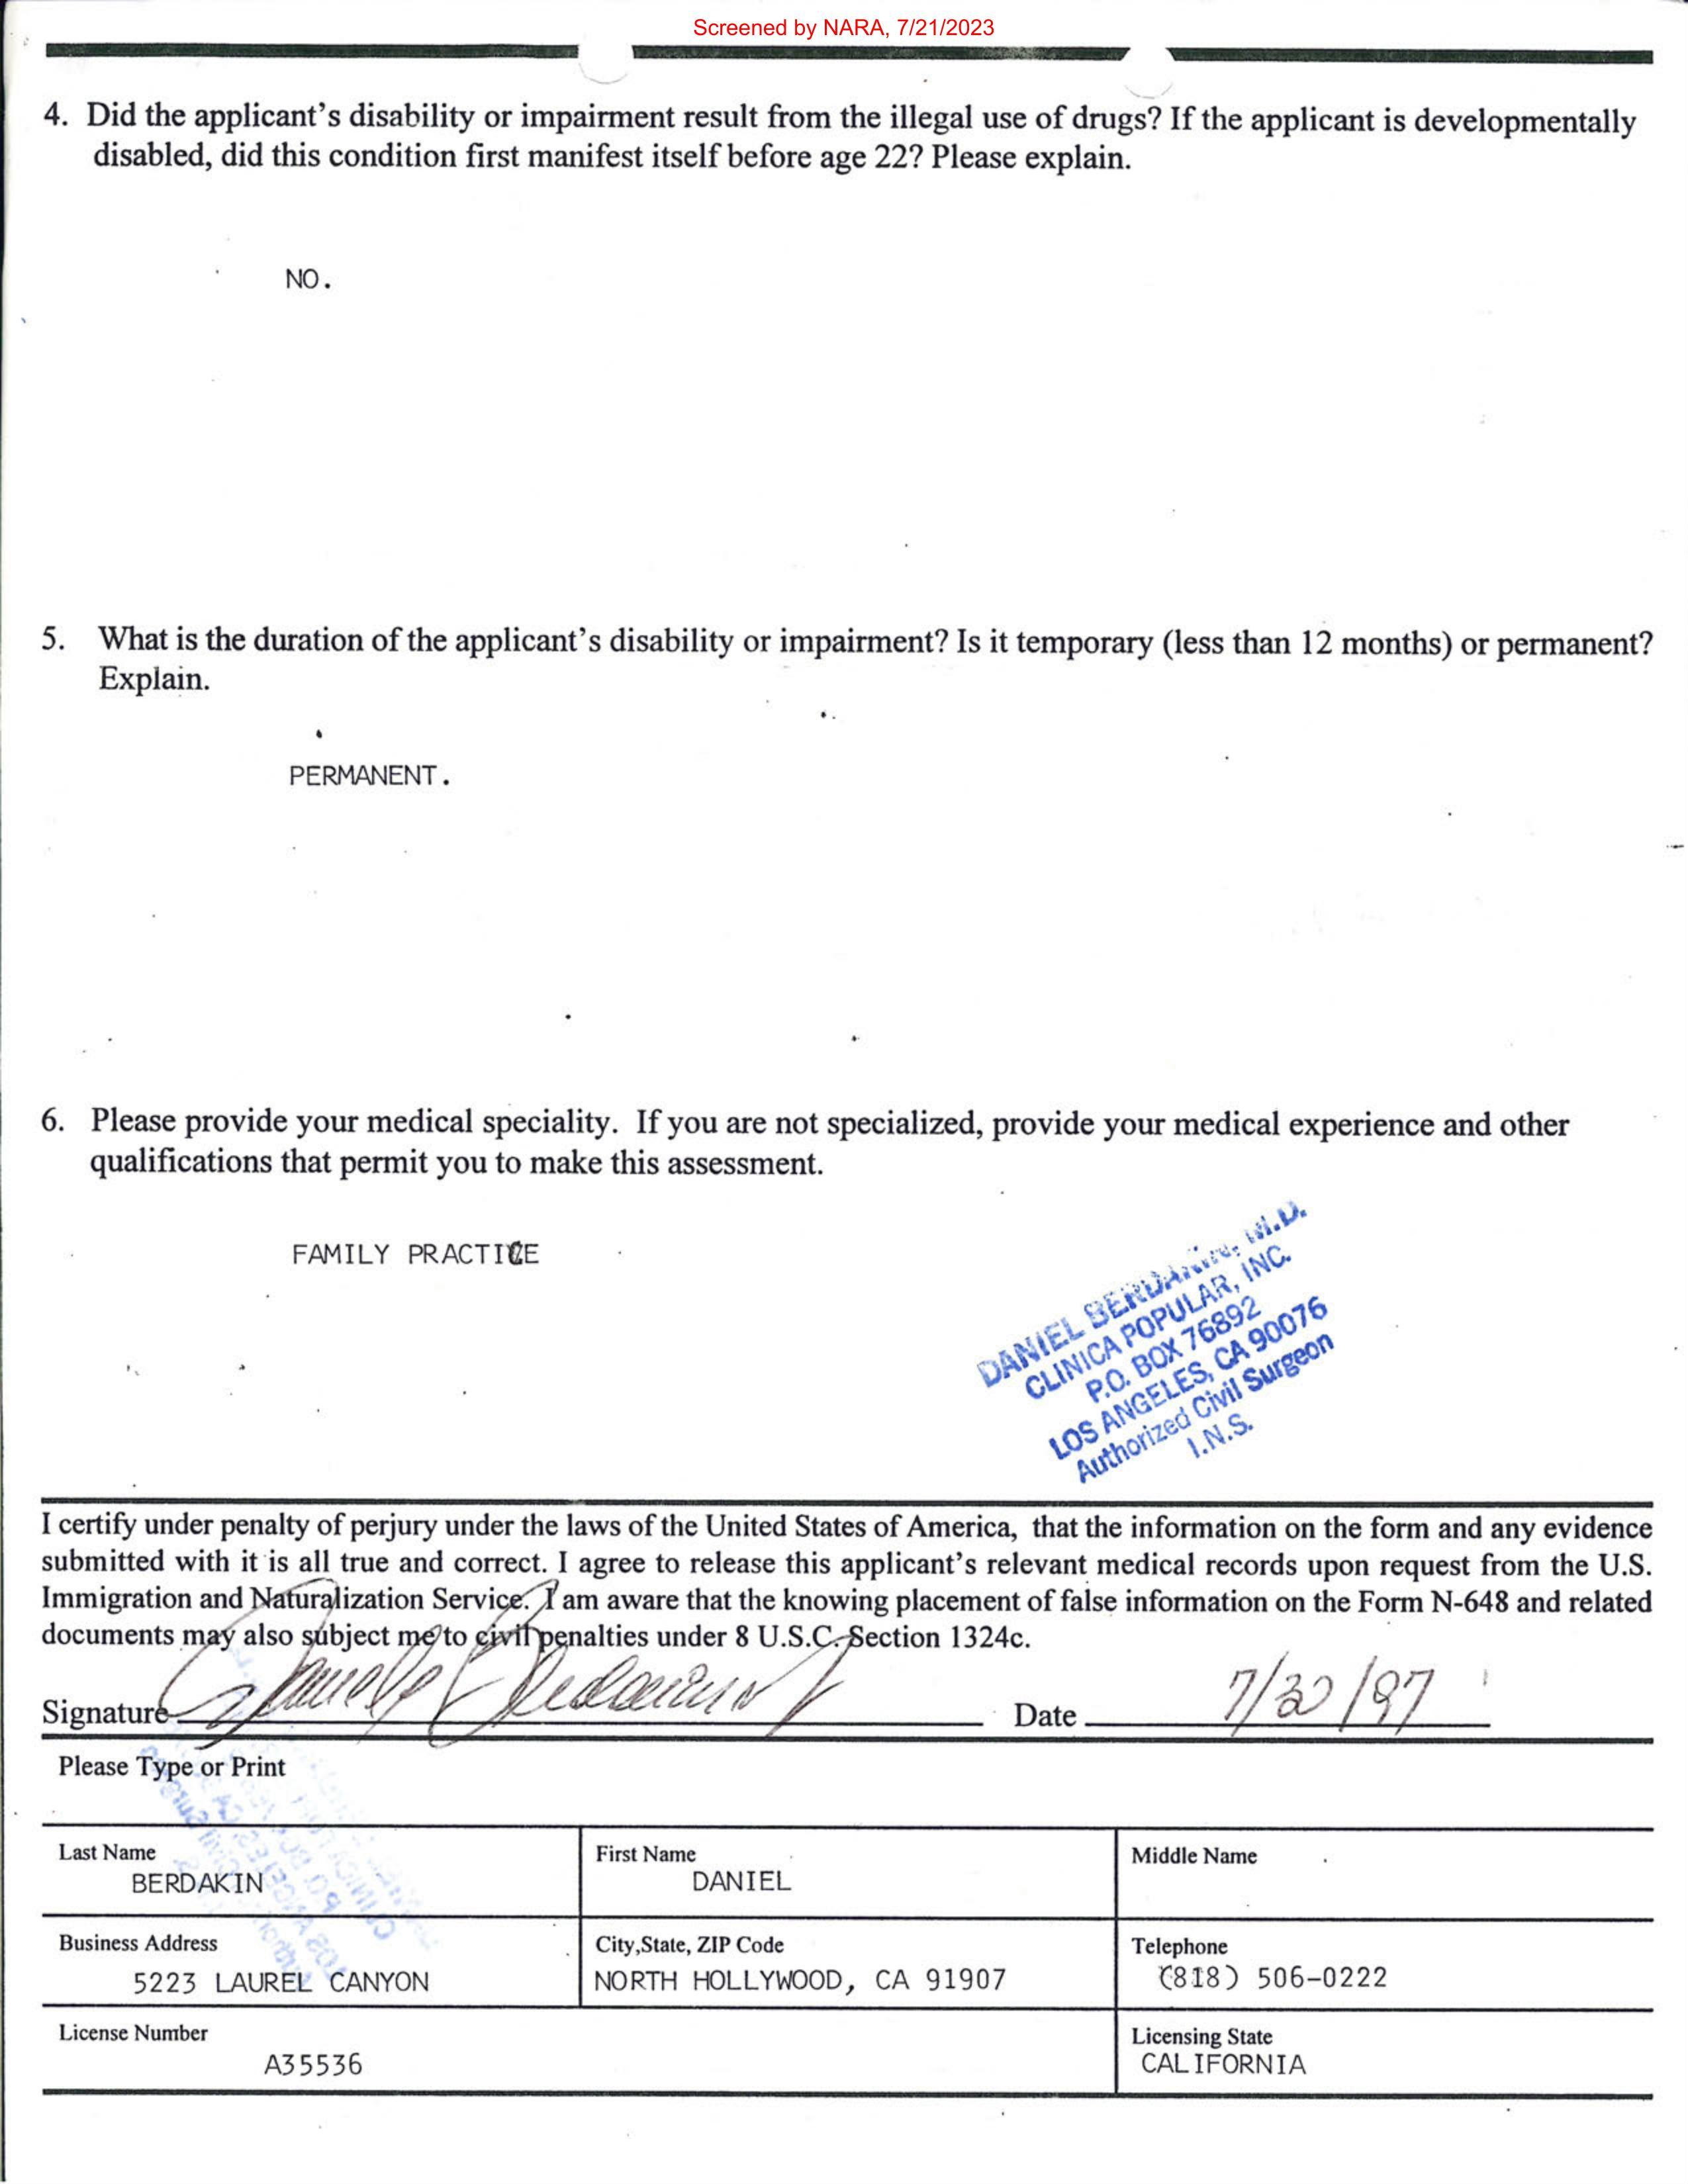 Screened by NARA, 7/21/2023
4. Did the applicant's disability or impairment result from the illegal use of drugs? If the applicant is developmentally
disabled, did this condition first manifest itself before age 22? Please explain.
NO.
5. What is the duration of the applicant's disability or impairment? Is it temporary (less than 12 months) or permanent?
Explain.
PERMANENT.
6. Please provide your medical speciality. If you are not specialized, provide your medical experience and other
qualifications that permit you to make this assessment.
FAMILY PRACTICE
DANIEL BERDAKIN, M.D.
CLINICA POPULAR, INC.
P.O. BOX 76892
LOS ANGELES, CA 90076
Authorized Civil Surgeon
I.N.S.
I certify under penalty of perjury under the laws of the United States of America, that the information on the form and any evidence
submitted with it is all true and correct. I agree to release this applicant's relevant medical records upon request from the U.S.
Immigration and Naturalization Service. I am aware that the knowing placement of false information on the Form N-648 and related
documents may also subject me to civil penalties under 8 U.S.C. Section 1324c.
Signature Date 7/30/97
Please Type or Print
Last Name First Name Middle Name
BERDAKIN DANIEL
Business Address City,State, ZIP Code Telephone
5223 LAUREL CANYON NORTH HOLLYWOOD, CA 91907 (818) 506-0222
License Number Licensing State
A35536 CALIFORNIA